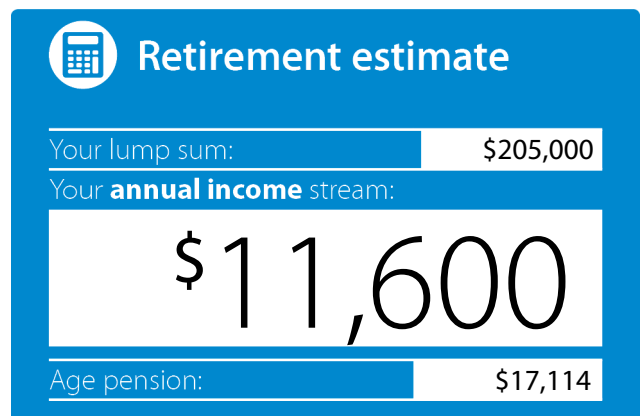 Retirement estimate
Your lump sum: $205,000
Your annual income stream:
$11,600
Age pension: $17,114